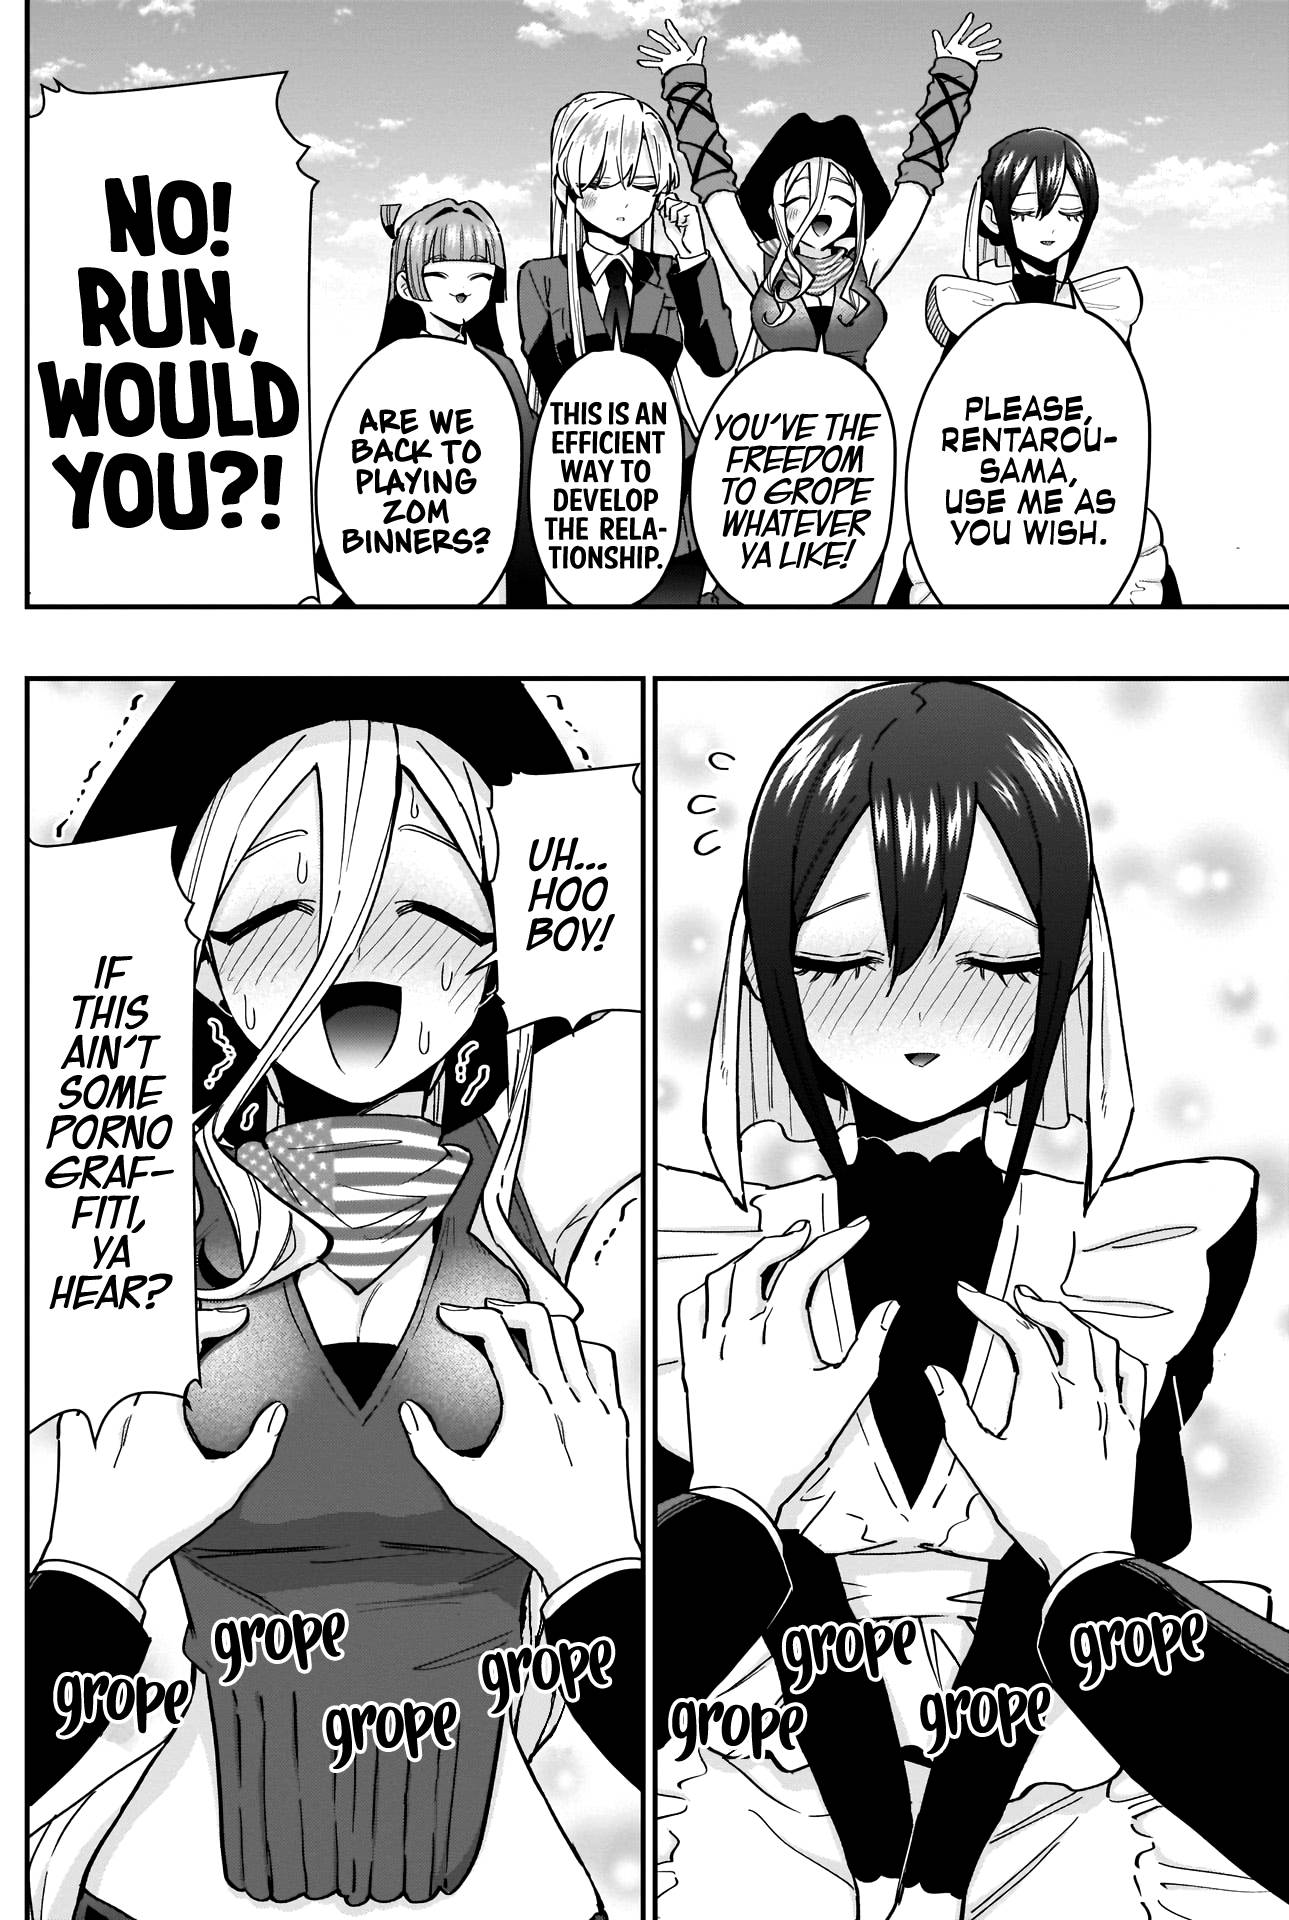 PLEASE,
RENTAROU-
SAMA,
USE ME AS
YOU WISH.
YOU'VE THE
FREEDOM
TO GROPE
WHATEVER
YA LIKE!
THIS IS AN
EFFICIENT
WAY TO
DEVELOP
THE RELA-
TIONSHIP.
ARE WE
BACK TO
PLAYING
ZOM
BINNERS?
NO!
RUN,
WOULD
YOU?!
grope
grope
grope
grope
UH...
HOO
BOY!
IF
THIS
AIN'T
SOME
PORNO
GRAF-
FITI,
YA
HEAR?
grope
grope
grope
grope